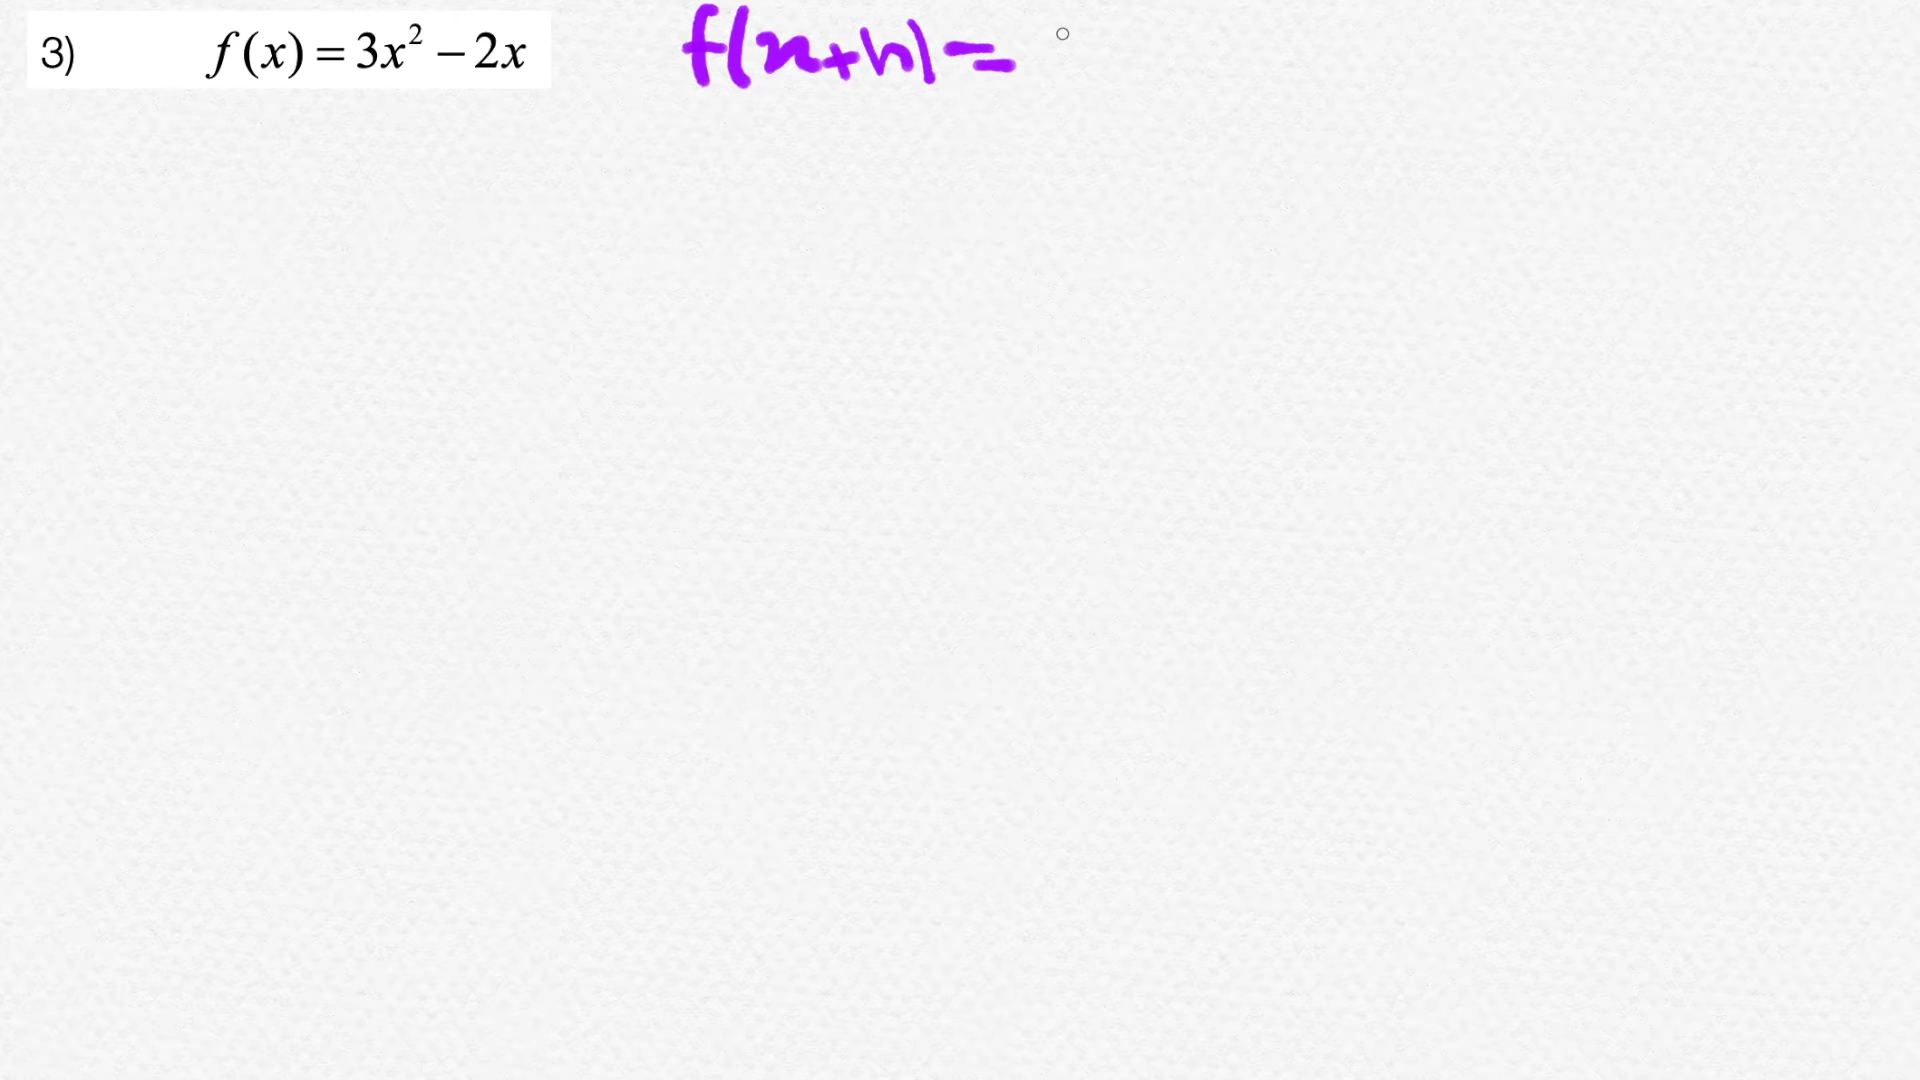 3) f(x) = 3x² − 2x f(x+h) =